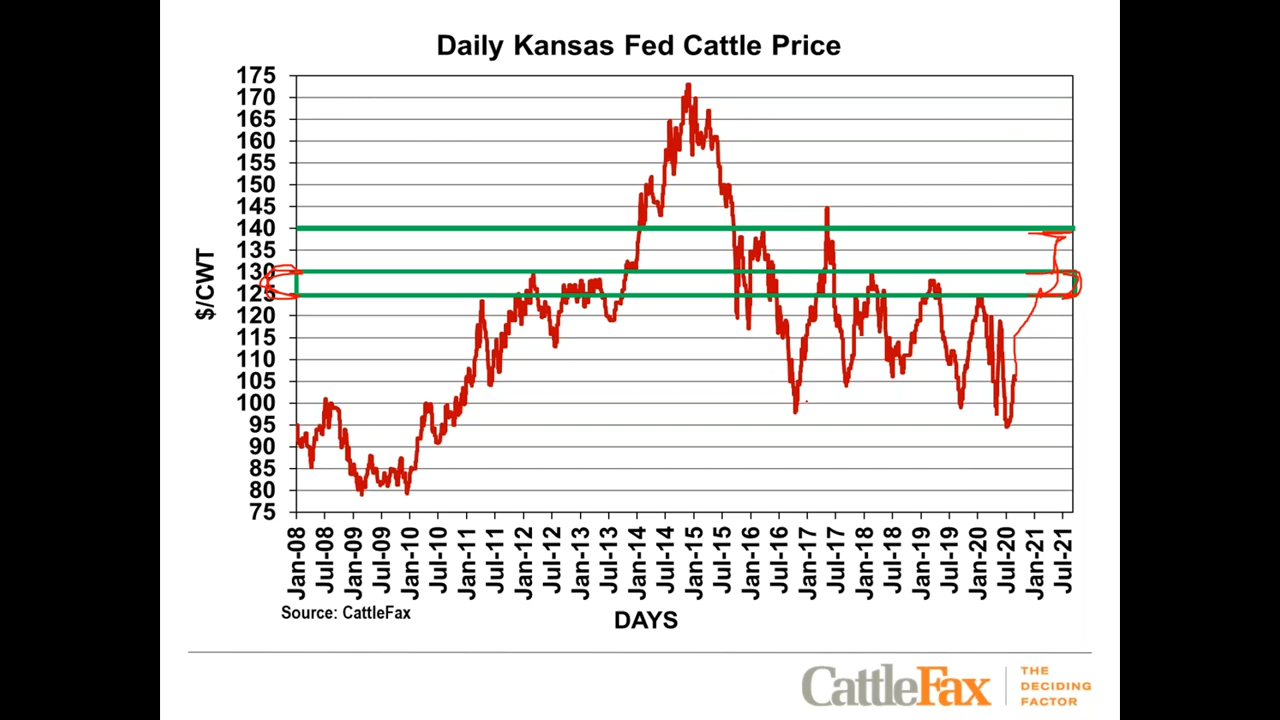 Daily Kansas Fed Cattle Price
175
170
165
160
155
150
145
140
135
130
125
120
115
110
105
100
95
90
85
80
75
$/CWT
Jan-08
Jul-08
Jan-09
Jul-09
Jan-10
Jul-10
Jan-11
Jul-11
Jan-12
Jul-12
Jan-13
Jul-13
Jan-14
Jul-14
Jan-15
Jul-15
Jan-16
Jul-16
Jan-17
Jul-17
Jan-18
Jul-18
Jan-19
Jul-19
Jan-20
Jul-20
Jan-21
Jul-21
Source: CattleFax
DAYS
CattleFax
THE
DECIDING
FACTOR